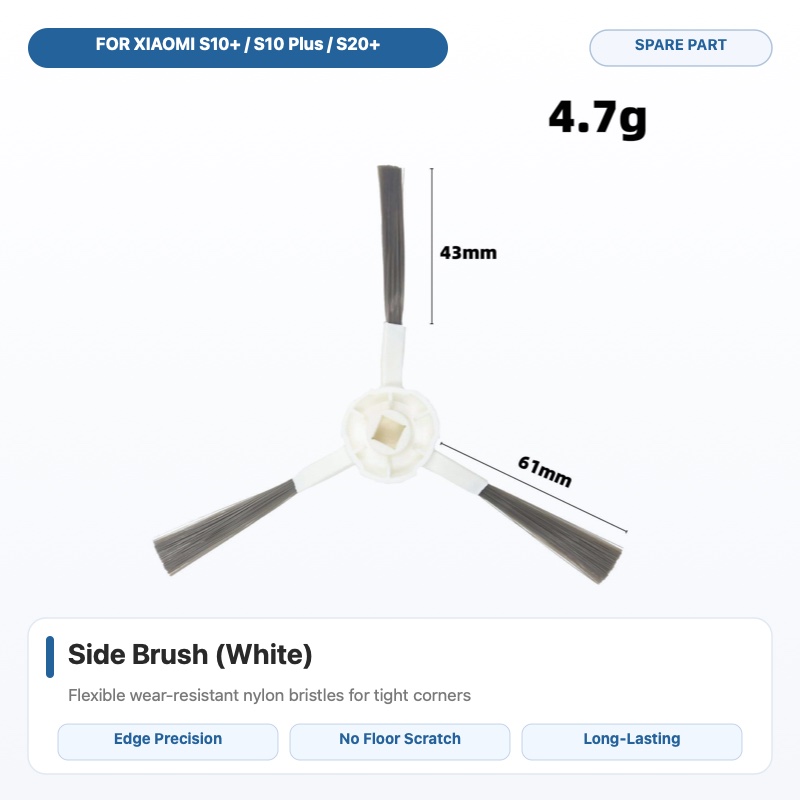 FOR XIAOMI S10+ / S10 Plus / S20+
SPARE PART
4.7g
43mm
61mm
Side Brush (White)
Flexible wear-resistant nylon bristles for tight corners
Edge Precision
No Floor Scratch
Long-Lasting